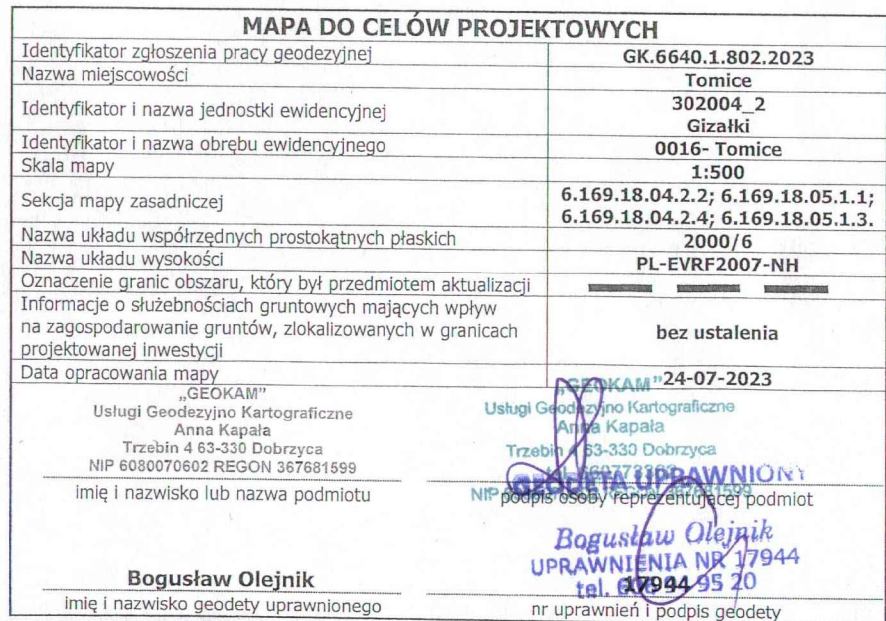 MAPA DO CELÓW PROJEKTOWYCH
Identyfikator zgłoszenia pracy geodezyjnej GK.6640.1.802.2023
Nazwa miejscowości Tomice
Identyfikator i nazwa jednostki ewidencyjnej 302004_2
Gizałki
Identyfikator i nazwa obrębu ewidencyjnego 0016- Tomice
Skala mapy 1:500
Sekcja mapy zasadniczej 6.169.18.04.2.2; 6.169.18.05.1.1;
6.169.18.04.2.4; 6.169.18.05.1.3.
Nazwa układu współrzędnych prostokątnych płaskich 2000/6
Nazwa układu wysokości PL-EVRF2007-NH
Oznaczenie granic obszaru, który był przedmiotem aktualizacji
Informacje o służebnościach gruntowych mających wpływ
na zagospodarowanie gruntów, zlokalizowanych w granicach
projektowanej inwestycji
bez ustalenia
Data opracowania mapy 24-07-2023
„GEOKAM"
Usługi Geodezyjno Kartograficzne
Anna Kapała
Trzebin 4 63-330 Dobrzyca
NIP 6080070602 REGON 367681599
imię i nazwisko lub nazwa podmiotu
„GEOKAM"
Usługi Geodezyjno Kartograficzne
Anna Kapała
Trzebin 4 63-330 Dobrzyca
GEODETA UPRAWNIONY
NIP
podpis osoby reprezentującej podmiot
Bogusław Olejnik
UPRAWNIENIA NR 17944
tel. 95 20
17944
nr uprawnień i podpis geodety
Bogusław Olejnik
imię i nazwisko geodety uprawnionego